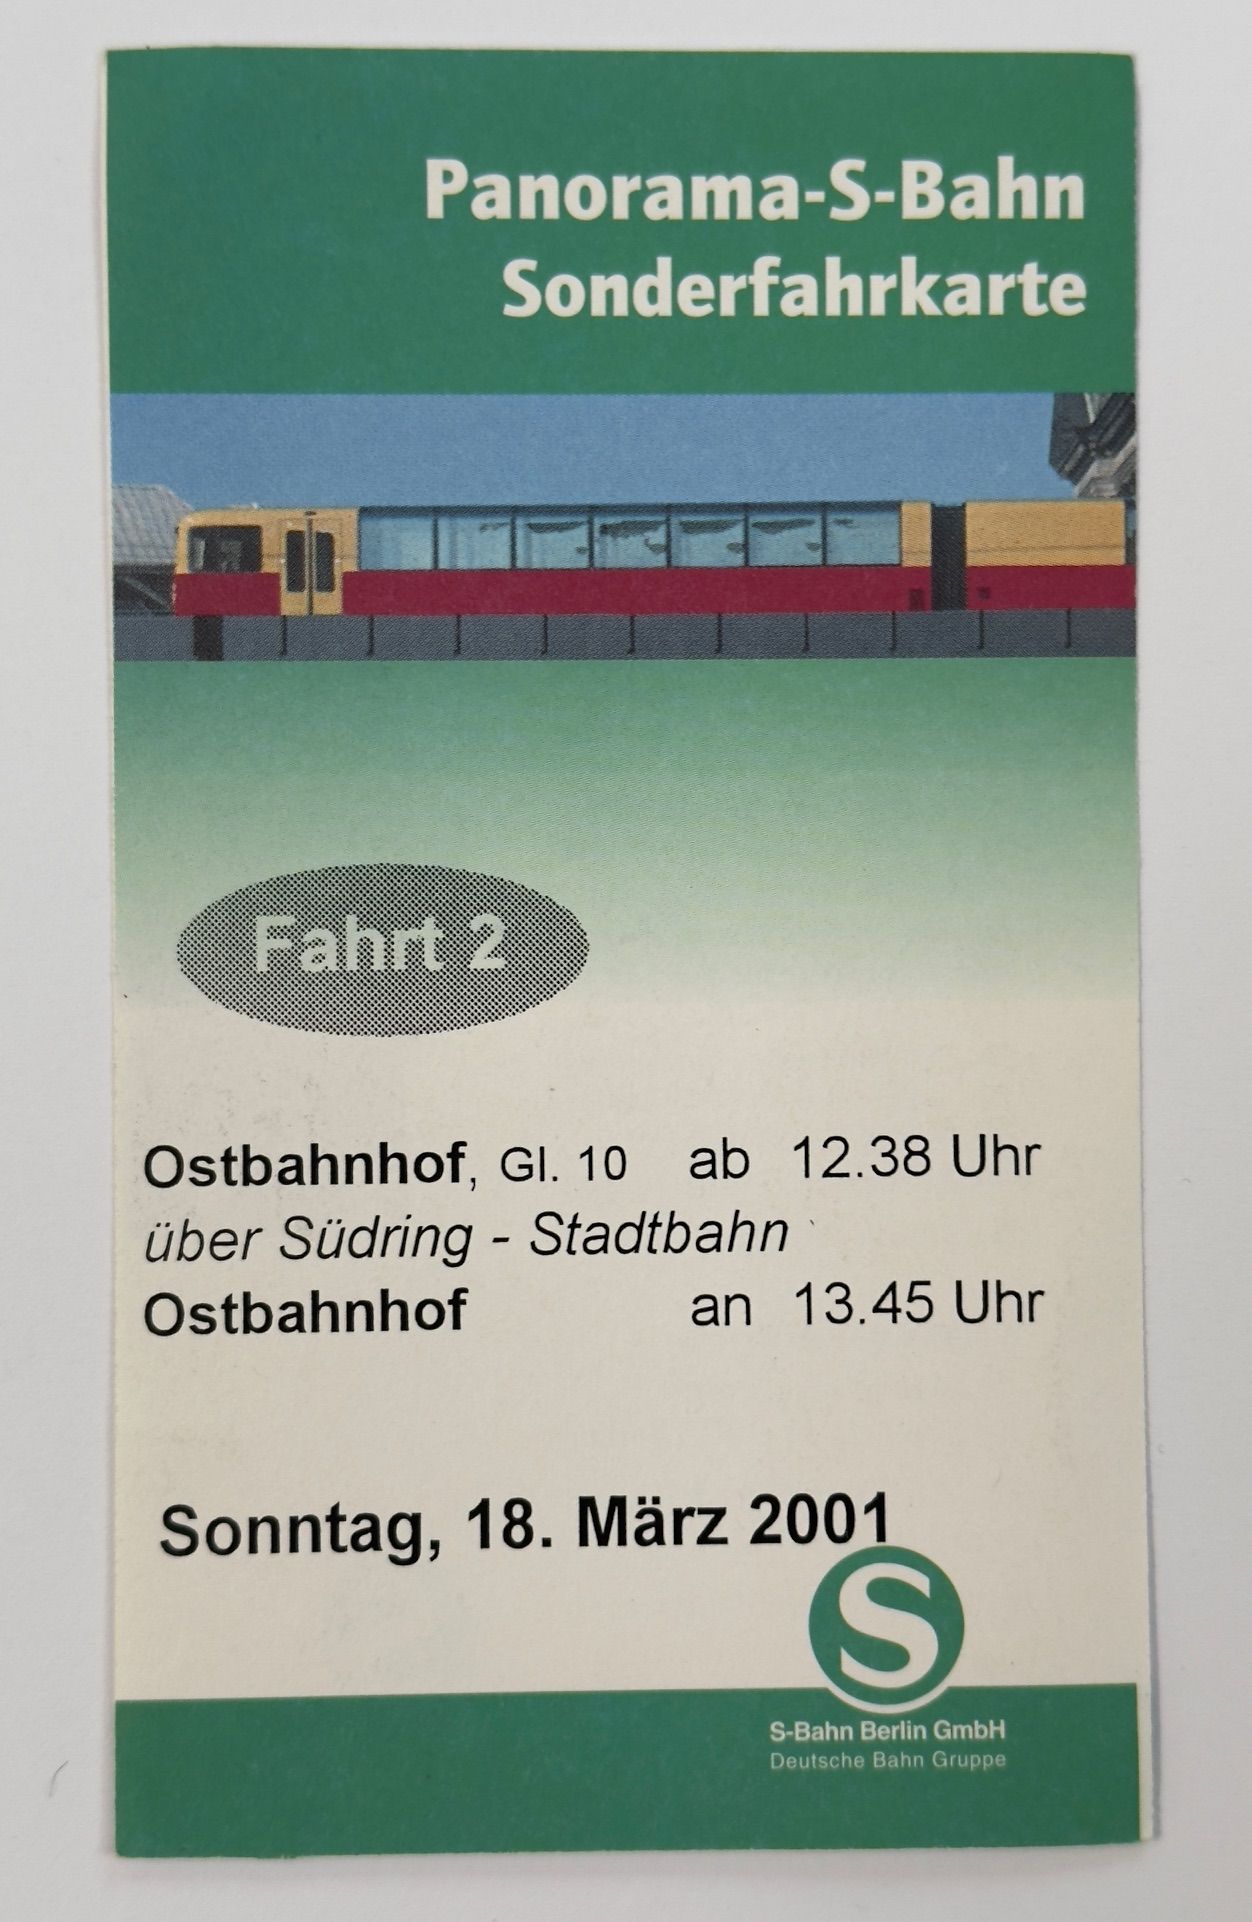 Panorama-S-Bahn
Sonderfahrkarte
Fahrt 2
Ostbahnhof, Gl. 10 ab 12.38 Uhr
über Südring - Stadtbahn
Ostbahnhof an 13.45 Uhr
Sonntag, 18. März 2001
S
S-Bahn Berlin GmbH
Deutsche Bahn Gruppe